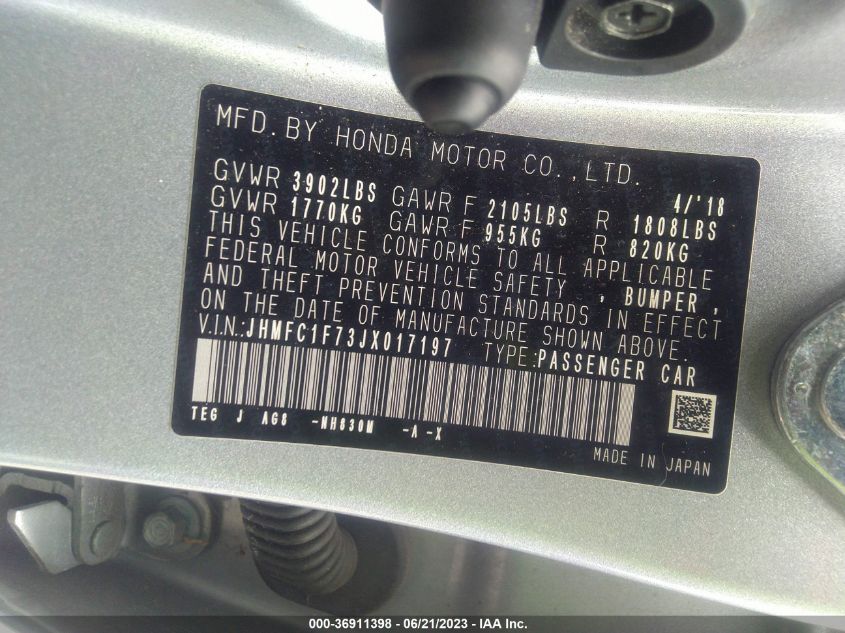 MFD. BY HONDA MOTOR CO., LTD.
4/'18
GVWR 3902LBS GAWR F 2105LBS R 1808LBS
GVWR 1770KG GAWR F 955KG R 820KG
THIS VEHICLE CONFORMS TO ALL APPLICABLE
FEDERAL MOTOR VEHICLE SAFETY , BUMPER ,
AND THEFT PREVENTION STANDARDS IN EFFECT
ON THE DATE OF MANUFACTURE SHOWN ABOVE.
V.I.N.: JHMFC1F73JX017197 TYPE: PASSENGER CAR
TEG J AG8 -NH830M -A -X
MADE IN JAPAN
000-36911398 - 06/21/2023 - IAA Inc.